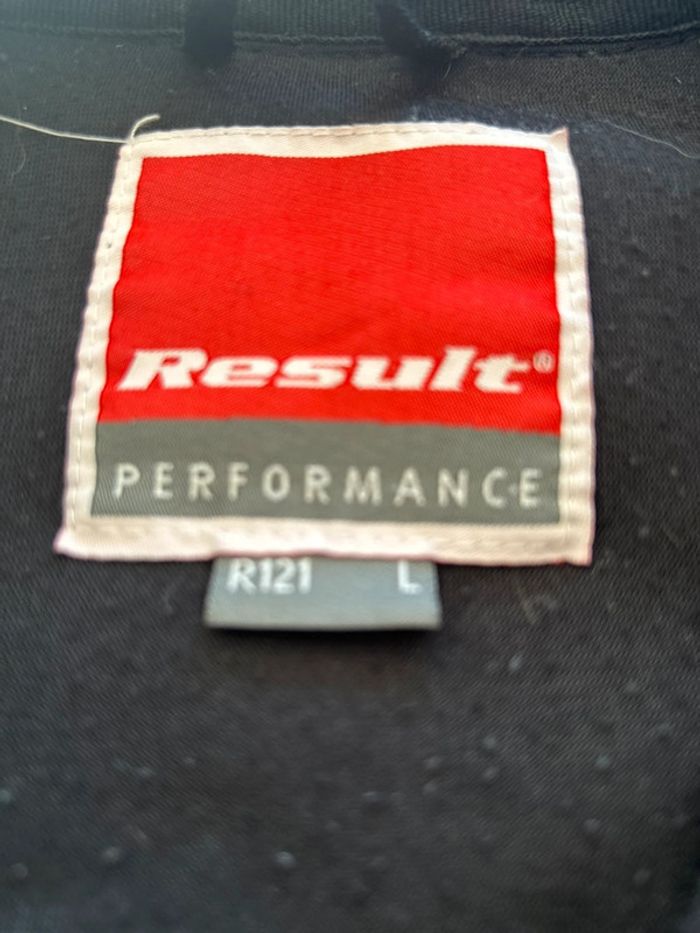 Result®
PERFORMANCE
R121 L